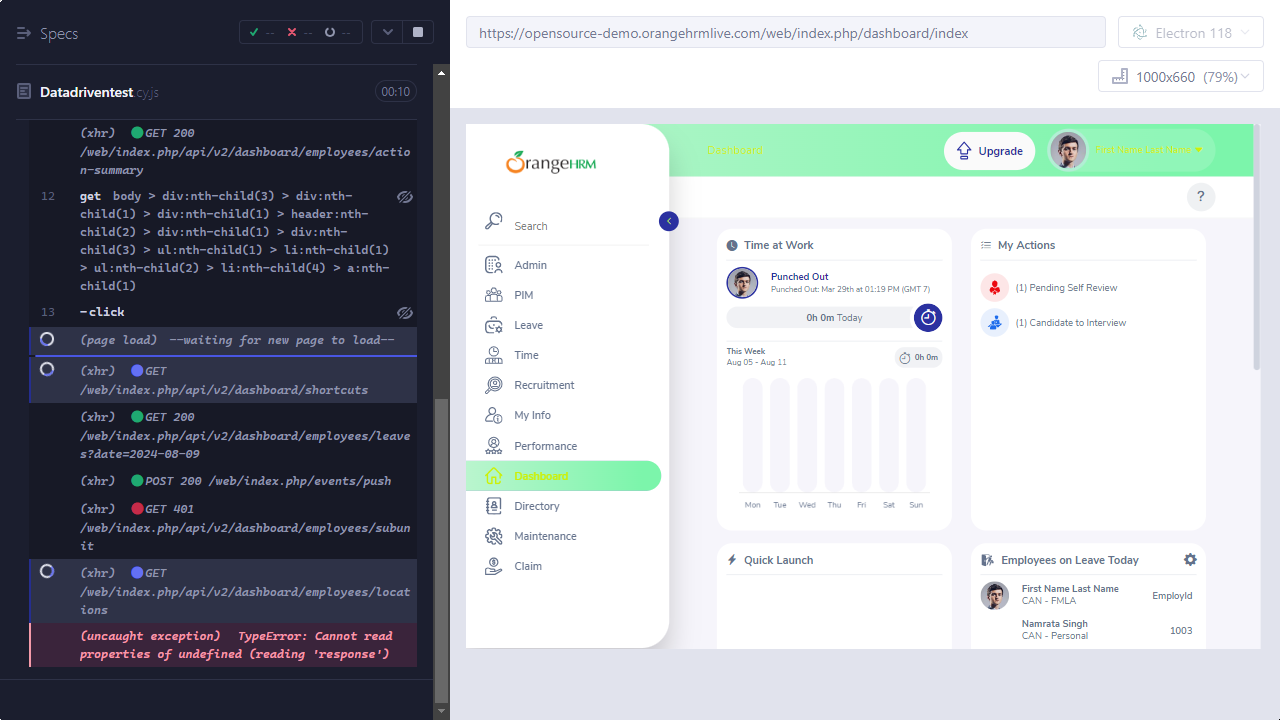 Specs
-- -- --
Datadriventest.cy.js
00:10
(xhr) GET 200
/web/index.php/api/v2/dashboard/employees/actio
n-summary
12 get body > div:nth-child(3) > div:nth-
child(1) > div:nth-child(1) > header:nth-
child(2) > div:nth-child(1) > div:nth-
child(3) > ul:nth-child(1) > li:nth-child(1)
> ul:nth-child(2) > li:nth-child(4) > a:nth-
child(1)
13 -click
(page load) --waiting for new page to load--
(xhr) GET
/web/index.php/api/v2/dashboard/shortcuts
(xhr) GET 200
/web/index.php/api/v2/dashboard/employees/leave
s?date=2024-08-09
(xhr) POST 200 /web/index.php/events/push
(xhr) GET 401
/web/index.php/api/v2/dashboard/employees/subun
it
(xhr) GET
/web/index.php/api/v2/dashboard/employees/locat
ions
(uncaught exception) TypeError: Cannot read
properties of undefined (reading 'response')
https://opensource-demo.orangehrmlive.com/web/index.php/dashboard/index
Electron 118
1000x660 (79%)
OrangeHRM
Search
Admin
PIM
Leave
Time
Recruitment
My Info
Performance
Dashboard
Directory
Maintenance
Claim
Dashboard
Upgrade
First Name Last Name
?
Time at Work
Punched Out
Punched Out: Mar 29th at 01:19 PM (GMT 7)
0h 0m Today
This Week
Aug 05 - Aug 11
0h 0m
Mon Tue Wed Thu Fri Sat Sun
My Actions
(1) Pending Self Review
(1) Candidate to Interview
Quick Launch
Employees on Leave Today
First Name Last Name
CAN - FMLA
EmployId
Namrata Singh
CAN - Personal
1003